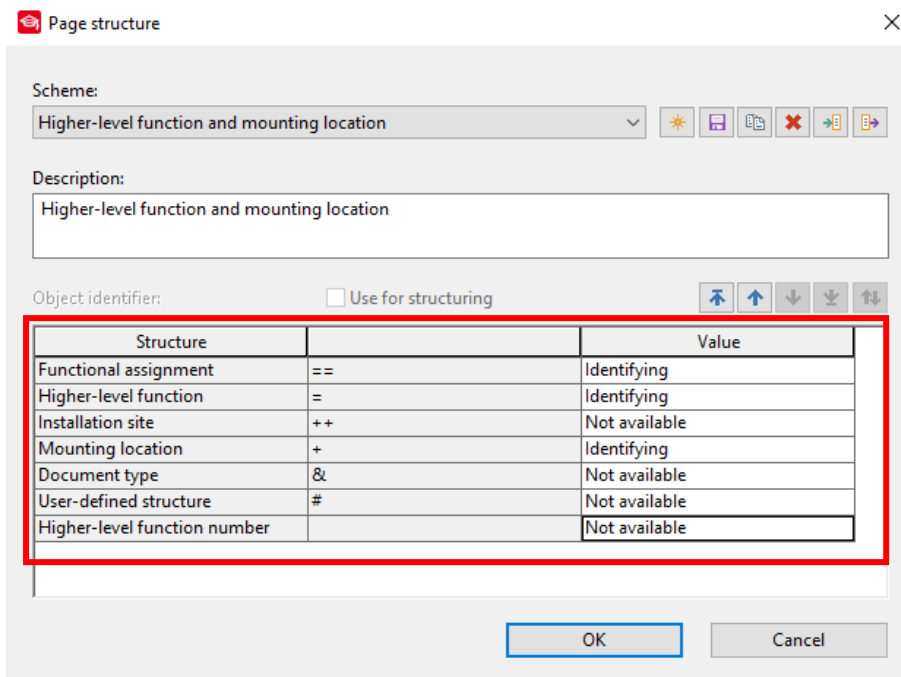 Page structure
Scheme:
Higher-level function and mounting location
Description:
Higher-level function and mounting location
Object identifier: Use for structuring
Structure Value
Functional assignment == Identifying
Higher-level function = Identifying
Installation site ++ Not available
Mounting location + Identifying
Document type & Not available
User-defined structure # Not available
Higher-level function number Not available
OK Cancel